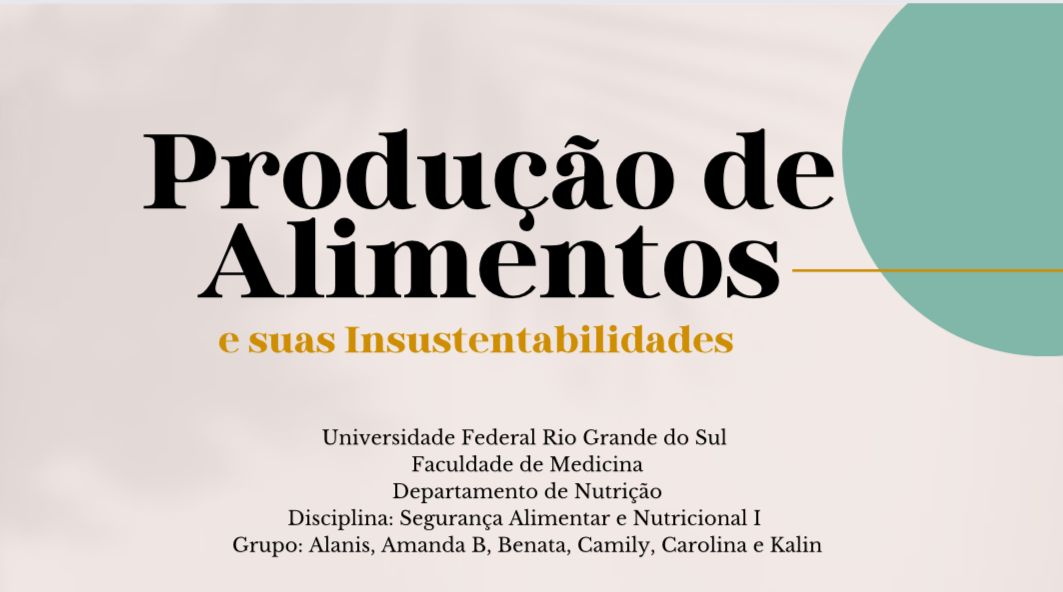 Produção de
Alimentos
e suas Insustentabilidades
Universidade Federal Rio Grande do Sul
Faculdade de Medicina
Departamento de Nutrição
Disciplina: Segurança Alimentar e Nutricional I
Grupo: Alanis, Amanda B, Benata, Camily, Carolina e Kalin